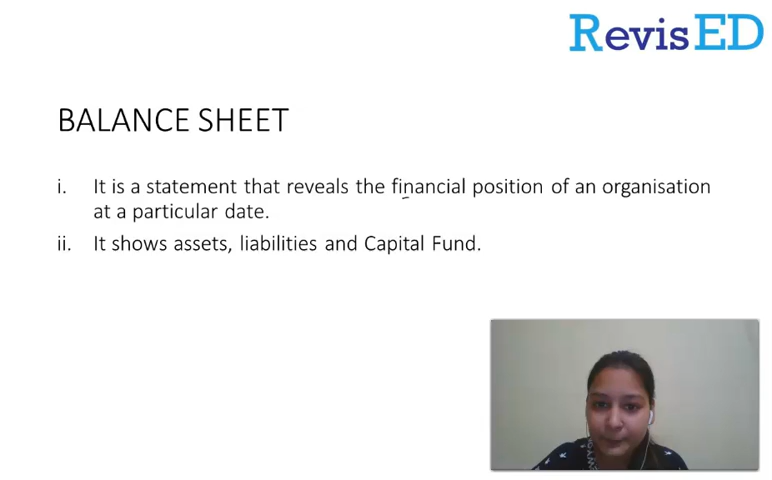 RevisED
BALANCE SHEET
i. It is a statement that reveals the financial position of an organisation
at a particular date.
ii. It shows assets, liabilities and Capital Fund.